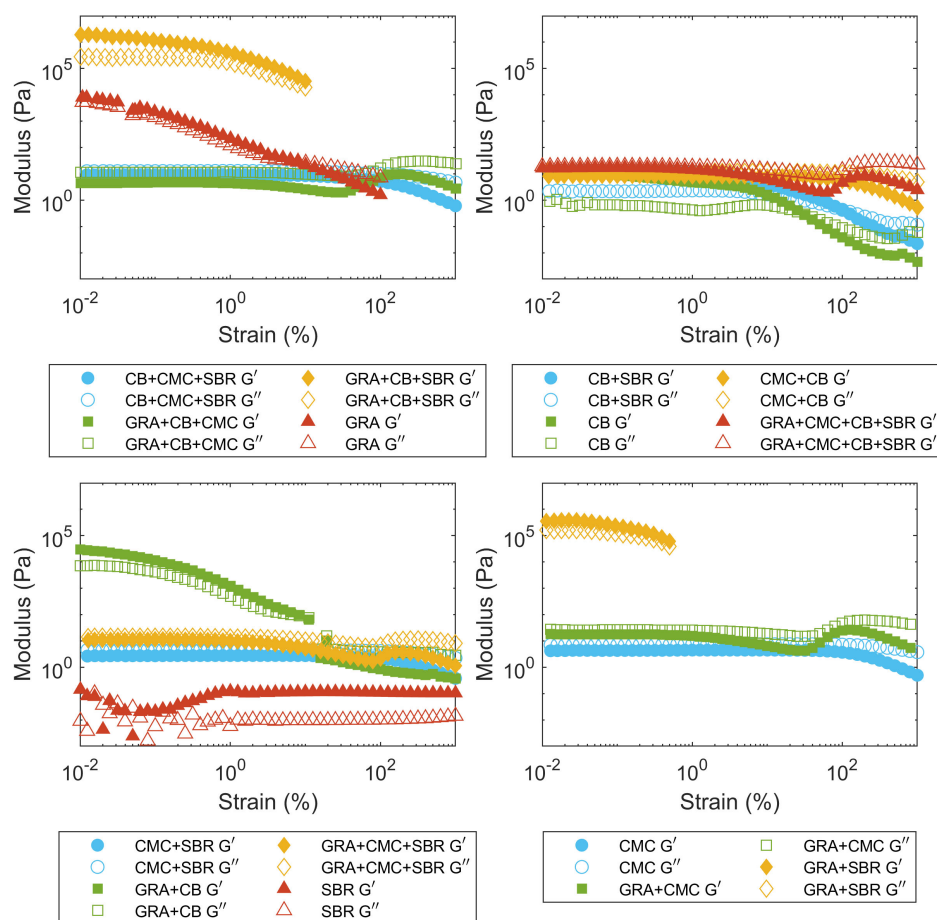 10^5
10^0
Modulus (Pa)
10^-2 10^0 10^2
Strain (%)
CB+CMC+SBR G′ GRA+CB+SBR G′
CB+CMC+SBR G′′ GRA+CB+SBR G′′
GRA+CB+CMC G′ GRA G′
GRA+CB+CMC G′′ GRA G′′
10^5
10^0
Modulus (Pa)
10^-2 10^0 10^2
Strain (%)
CB+SBR G′ CMC+CB G′
CB+SBR G′′ CMC+CB G′′
CB G′ GRA+CMC+CB+SBR G′
CB G′′ GRA+CMC+CB+SBR G′′
10^5
10^0
Modulus (Pa)
10^-2 10^0 10^2
Strain (%)
CMC+SBR G′ GRA+CMC+SBR G′
CMC+SBR G′′ GRA+CMC+SBR G′′
GRA+CB G′ SBR G′
GRA+CB G′′ SBR G′′
10^5
10^0
Modulus (Pa)
10^-2 10^0 10^2
Strain (%)
CMC G′ GRA+CMC G′′
CMC G′′ GRA+SBR G′
GRA+CMC G′ GRA+SBR G′′